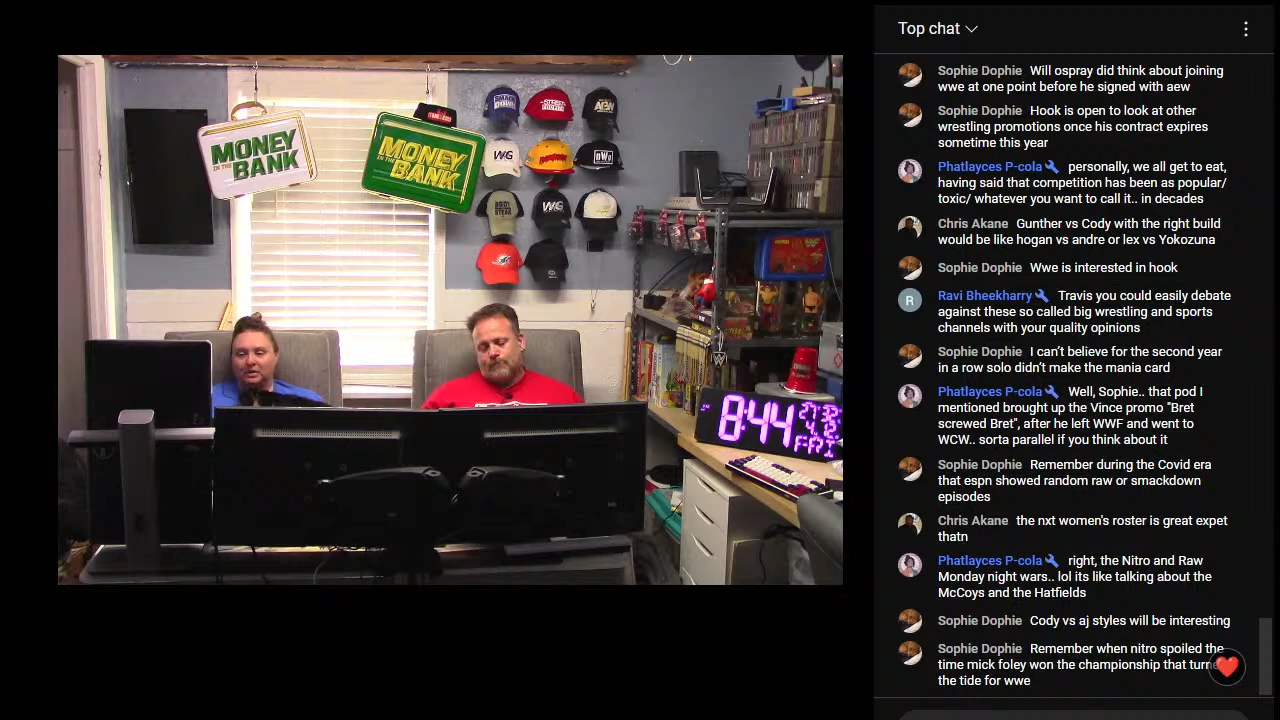 Top chat
Sophie Dophie Will ospray did think about joining
wwe at one point before he signed with aew
Sophie Dophie Hook is open to look at other
wrestling promotions once his contract expires
sometime this year
Phatlayces P-cola personally, we all get to eat,
having said that competition has been as popular/
toxic/ whatever you want to call it.. in decades
Chris Akane Gunther vs Cody with the right build
would be like hogan vs andre or lex vs Yokozuna
Sophie Dophie Wwe is interested in hook
R
Ravi Bheekharry Travis you could easily debate
against these so called big wrestling and sports
channels with your quality opinions
Sophie Dophie I can't believe for the second year
in a row solo didn't make the mania card
Phatlayces P-cola Well, Sophie.. that pod I
mentioned brought up the Vince promo "Bret
screwed Bret", after he left WWF and went to
WCW.. sorta parallel if you think about it
Sophie Dophie Remember during the Covid era
that espn showed random raw or smackdown
episodes
Chris Akane the nxt women's roster is great expet
thatn
Phatlayces P-cola right, the Nitro and Raw
Monday night wars.. lol its like talking about the
McCoys and the Hatfields
Sophie Dophie Cody vs aj styles will be interesting
Sophie Dophie Remember when nitro spoiled the
time mick foley won the championship that turne
the tide for wwe
MONEY
IN THE
BANK
MONEY
IN THE
BANK
AEW
nWo
8:44
FRI